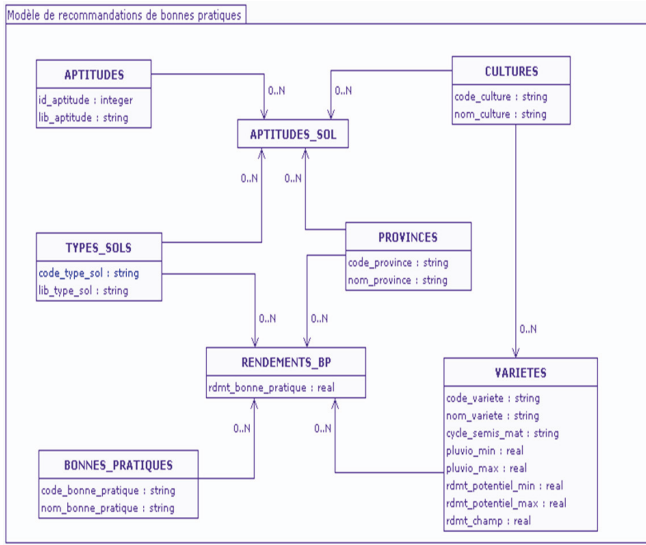 Modèle de recommandations de bonnes pratiques
APTITUDES
id_aptitude : integer
lib_aptitude : string
CULTURES
code_culture : string
nom_culture : string
0..N
0..N
APTITUDES_SOL
0..N
0..N
TYPES_SOLS
code_type_sol : string
lib_type_sol : string
PROVINCES
code_province : string
nom_province : string
0..N
0..N
0..N
RENDEMENTS_BP
rdmt_bonne_pratique : real
VARIETES
code_variete : string
nom_variete : string
cycle_semis_mat : string
pluvio_min : real
pluvio_max : real
rdmt_potentiel_min : real
rdmt_potentiel_max : real
rdmt_champ : real
0..N
0..N
BONNES_PRATIQUES
code_bonne_pratique : string
nom_bonne_pratique : string